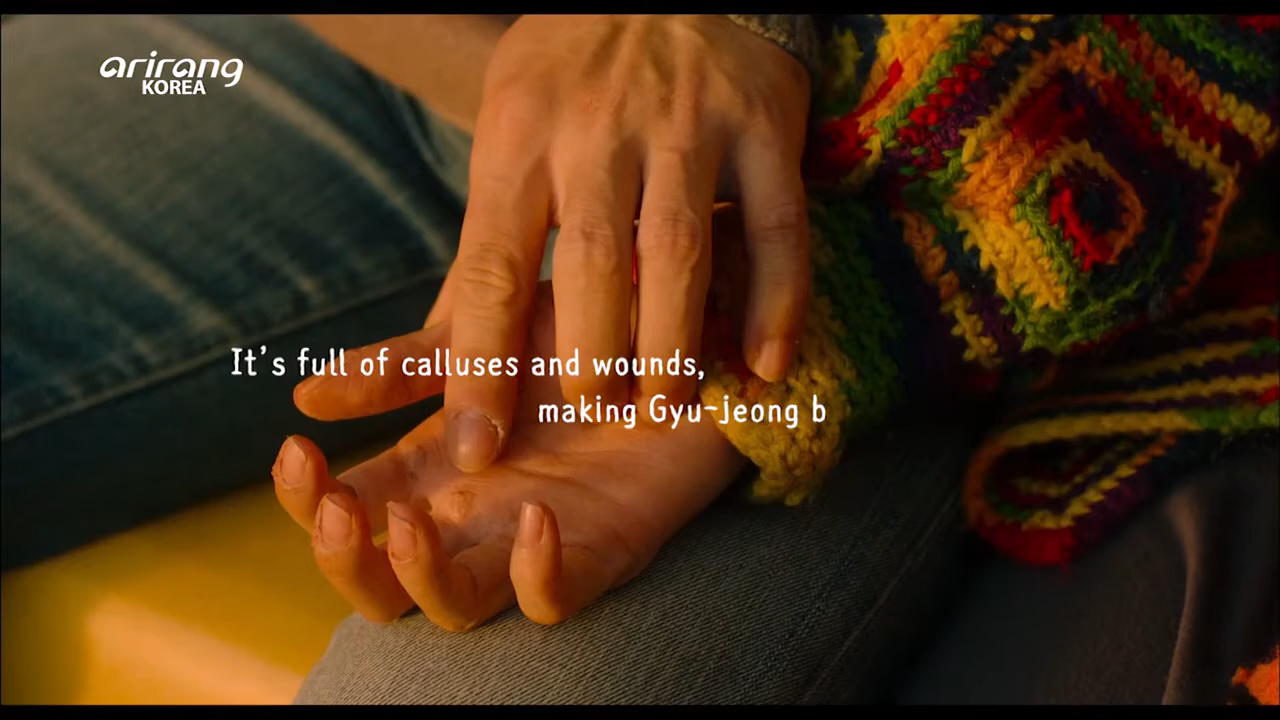 arirang
KOREA
It's full of calluses and wounds,
making Gyu-jeong b